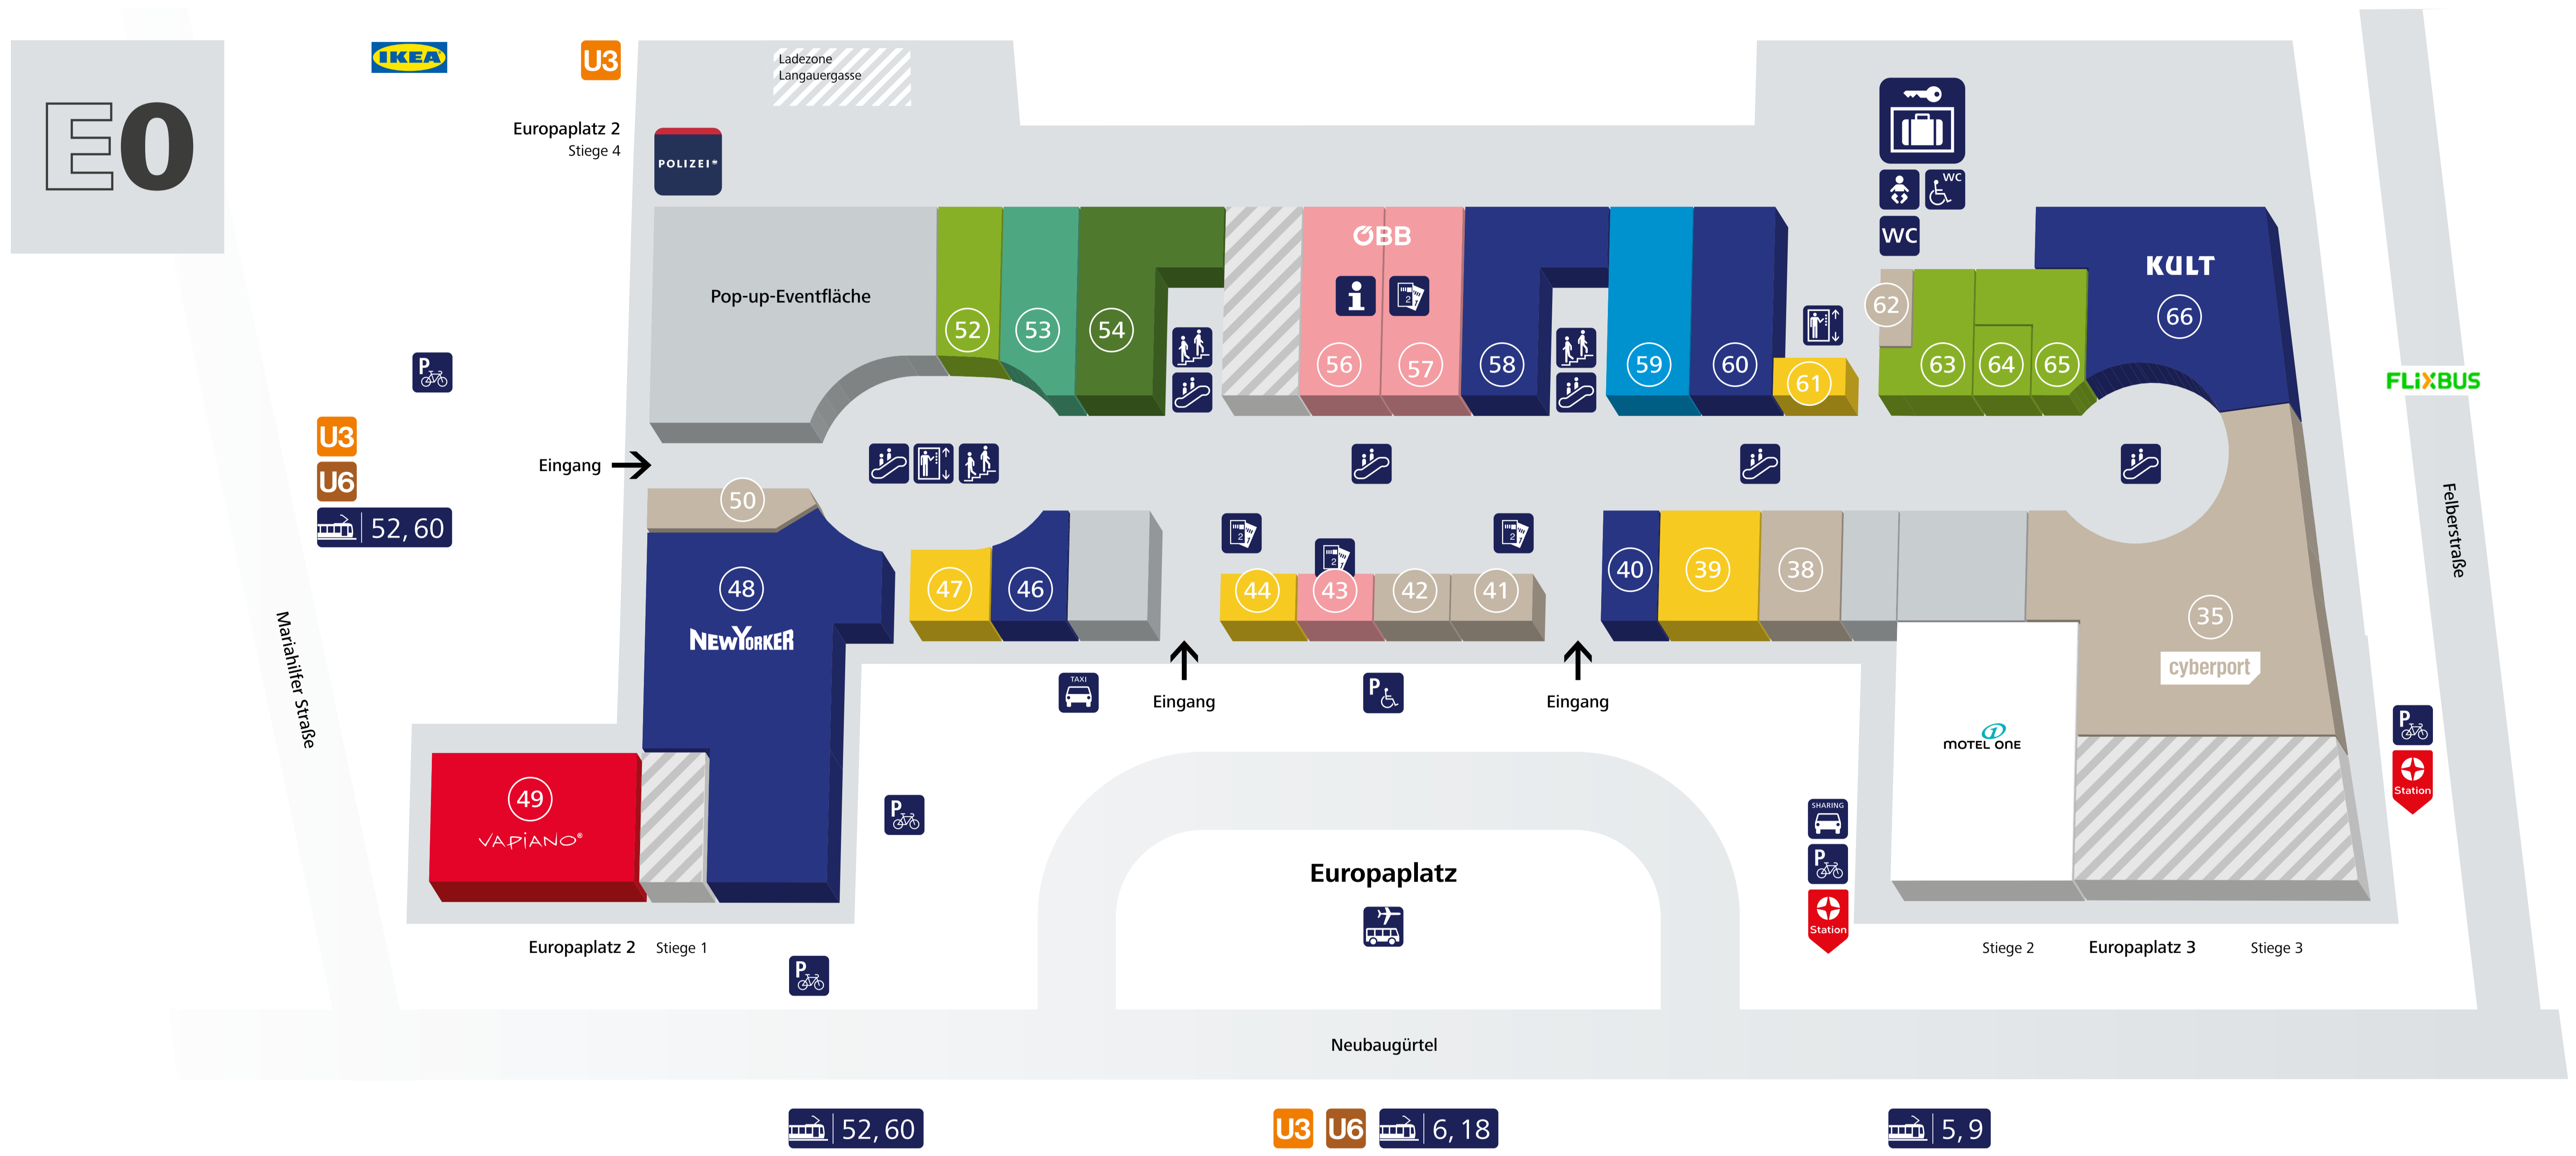 E0
IKEA
U3
Ladezone
Langauergasse
Europaplatz 2
Stiege 4
POLIZEI
WC
WC
ÖBB
KULT
Pop-up-Eventfläche
52
53
54
i
2
56
57
58
59
60
61
62
63
64
65
66
P
FLiXBUS
U3
U6
52, 60
Eingang
50
48
NEWYORKER
47
46
2
2
2
44
43
42
41
40
39
38
35
cyberport
Felberstraße
Mariahilfer Straße
TAXI
Eingang
P
Eingang
MOTEL ONE
P
Station
49
VAPIANO®
P
SHARING
P
Station
Europaplatz
Europaplatz 2 Stiege 1
P
Stiege 2 Europaplatz 3 Stiege 3
Neubaugürtel
52, 60
U3 U6 6, 18
5, 9